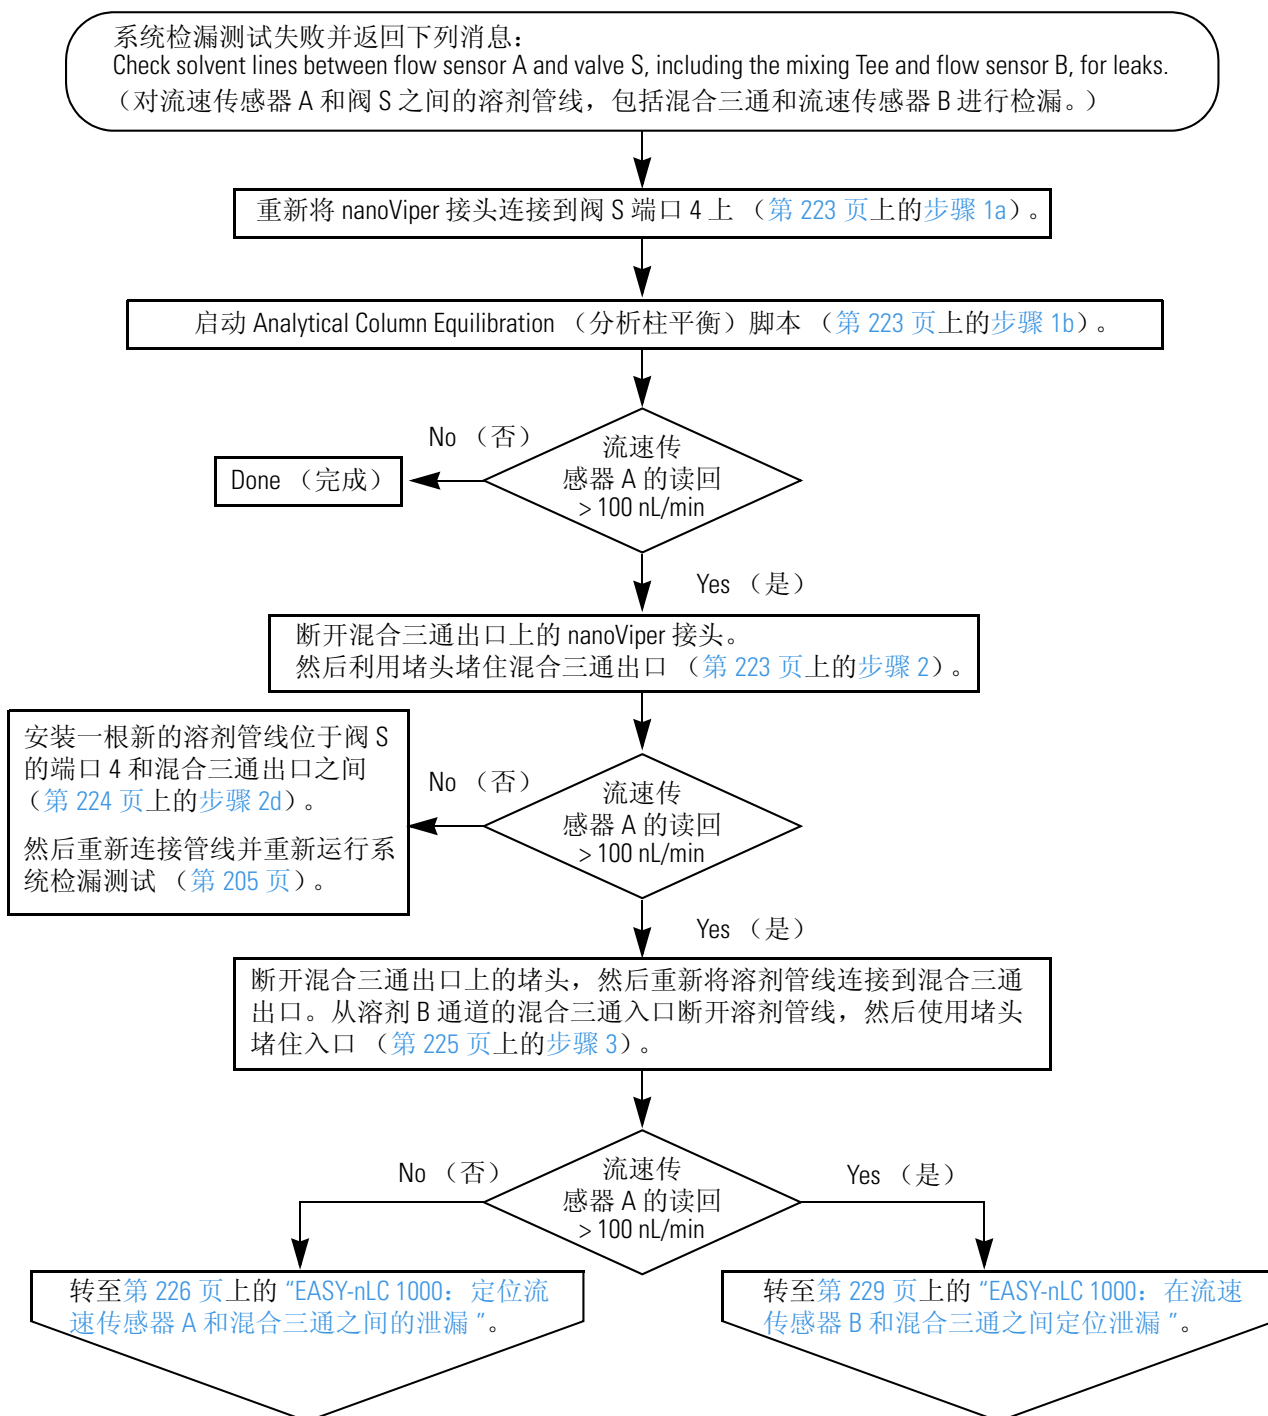 系统检漏测试失败并返回下列消息：
Check solvent lines between flow sensor A and valve S, including the mixing Tee and flow sensor B, for leaks.
（对流速传感器 A 和阀 S 之间的溶剂管线，包括混合三通和流速传感器 B 进行检漏。）
重新将 nanoViper 接头连接到阀 S 端口 4 上 （第 223 页上的步骤 1a）。
启动 Analytical Column Equilibration （分析柱平衡）脚本 （第 223 页上的步骤 1b）。
No （否）
流速传
感器 A 的读回
> 100 nL/min
Done （完成）
Yes （是）
断开混合三通出口上的 nanoViper 接头。
然后利用堵头堵住混合三通出口 （第 223 页上的步骤 2）。
安装一根新的溶剂管线位于阀 S
的端口 4 和混合三通出口之间
（第 224 页上的步骤 2d）。
然后重新连接管线并重新运行系
统检漏测试 （第 205 页）。
No （否）
流速传
感器 A 的读回
> 100 nL/min
Yes （是）
断开混合三通出口上的堵头，然后重新将溶剂管线连接到混合三通
出口。从溶剂 B 通道的混合三通入口断开溶剂管线，然后使用堵头
堵住入口 （第 225 页上的步骤 3）。
No （否）
流速传
感器 A 的读回
> 100 nL/min
Yes （是）
转至第 226 页上的 “EASY-nLC 1000：定位流
速传感器 A 和混合三通之间的泄漏 ”。
转至第 229 页上的 “EASY-nLC 1000：在流速
传感器 B 和混合三通之间定位泄漏 ”。